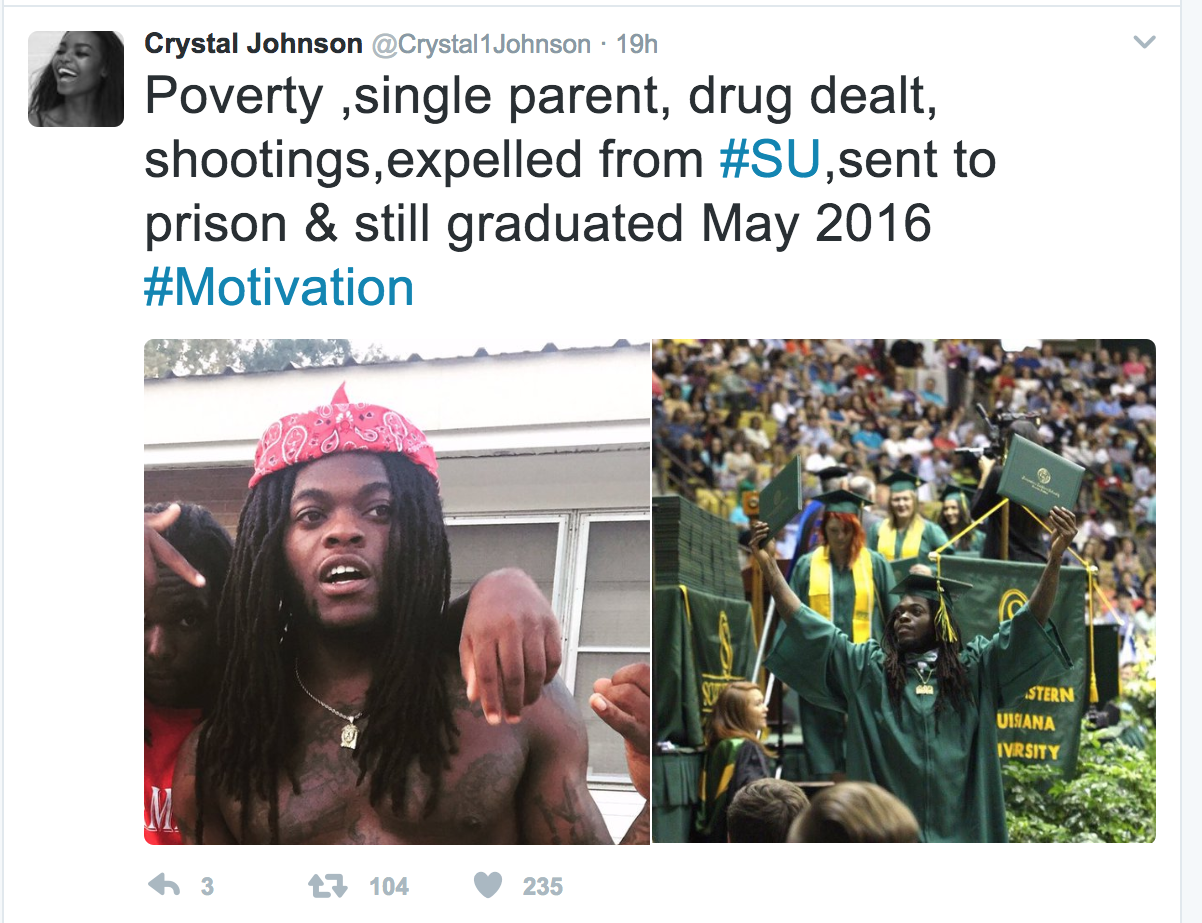 Crystal Johnson @Crystal1Johnson · 19h
Poverty ,single parent, drug dealt,
shootings,expelled from #SU,sent to
prison & still graduated May 2016
#Motivation
M
STERN
UISIANA
IVERSITY
3 104 235